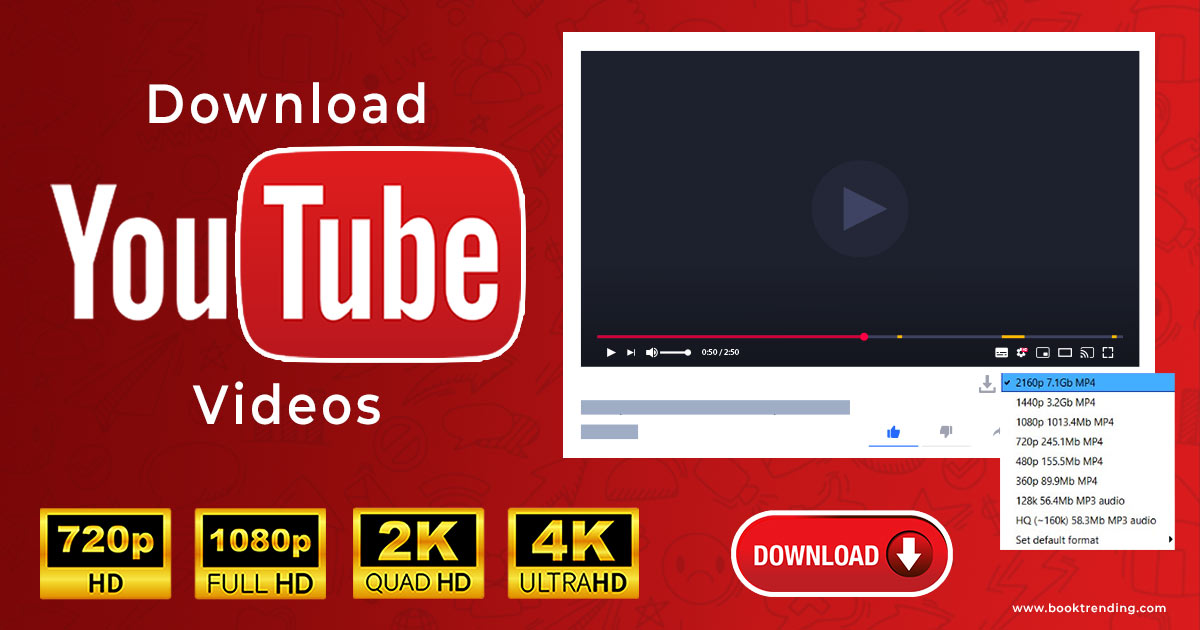 Download
YouTube
Videos
720p
HD
1080p
FULL HD
2K
QUAD HD
4K
ULTRAHD
0:50 / 2:50
2160p 7.1Gb MP4
1440p 3.2Gb MP4
1080p 1013.4Mb MP4
720p 245.1Mb MP4
480p 155.5Mb MP4
360p 89.9Mb MP4
128k 56.4Mb MP3 audio
HQ (~160k) 58.3Mb MP3 audio
Set default format
DOWNLOAD
www.booktrending.com